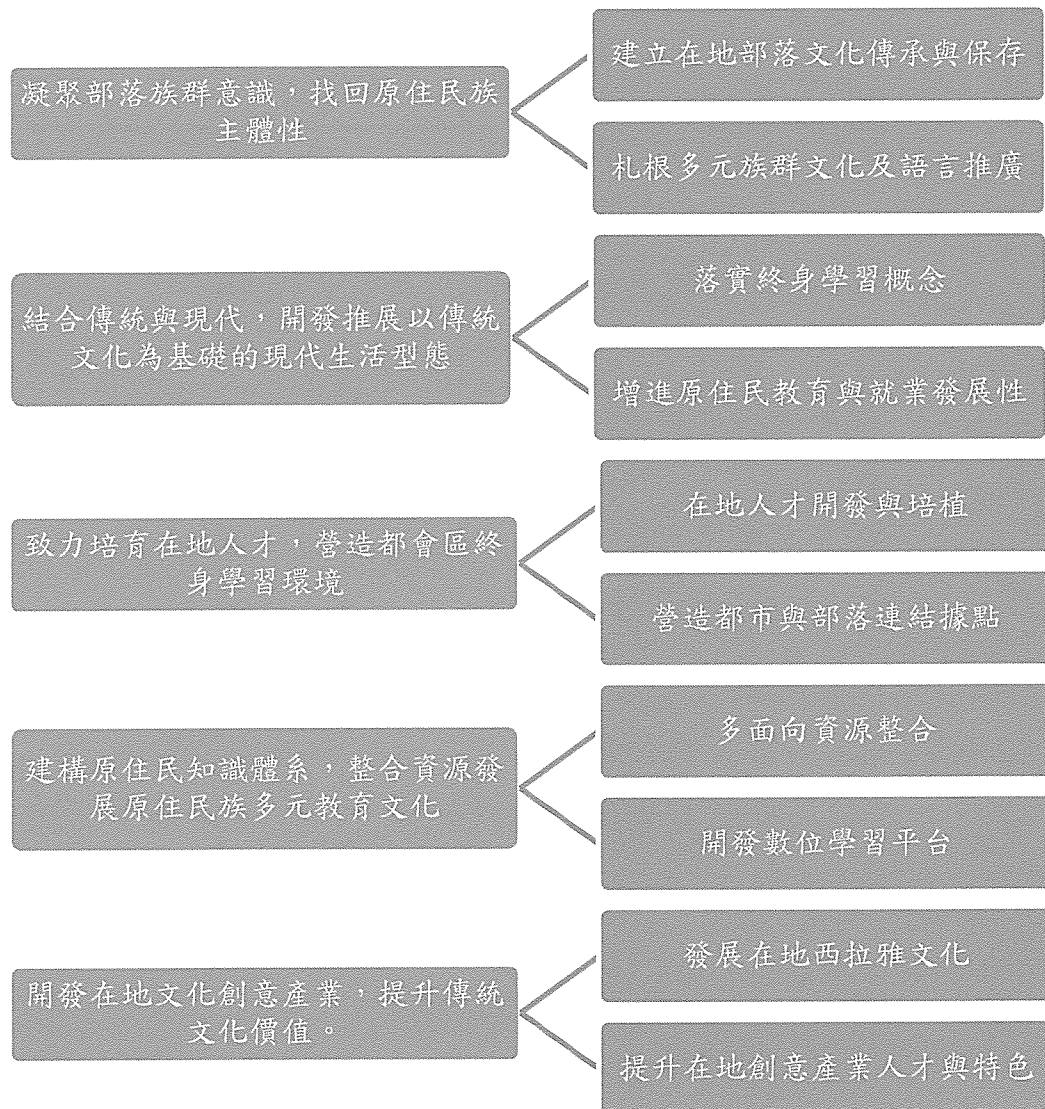 凝聚部落族群意識，找回原住民族
主體性
建立在地部落文化傳承與保存
札根多元族群文化及語言推廣
結合傳統與現代，開發推展以傳統
文化為基礎的現代生活型態
落實終身學習概念
增進原住民教育與就業發展性
致力培育在地人才，營造都會區終
身學習環境
在地人才開發與培植
營造都市與部落連結據點
建構原住民知識體系，整合資源發
展原住民族多元教育文化
多面向資源整合
開發數位學習平台
開發在地文化創意產業，提升傳統
文化價值。
發展在地西拉雅文化
提升在地創意產業人才與特色